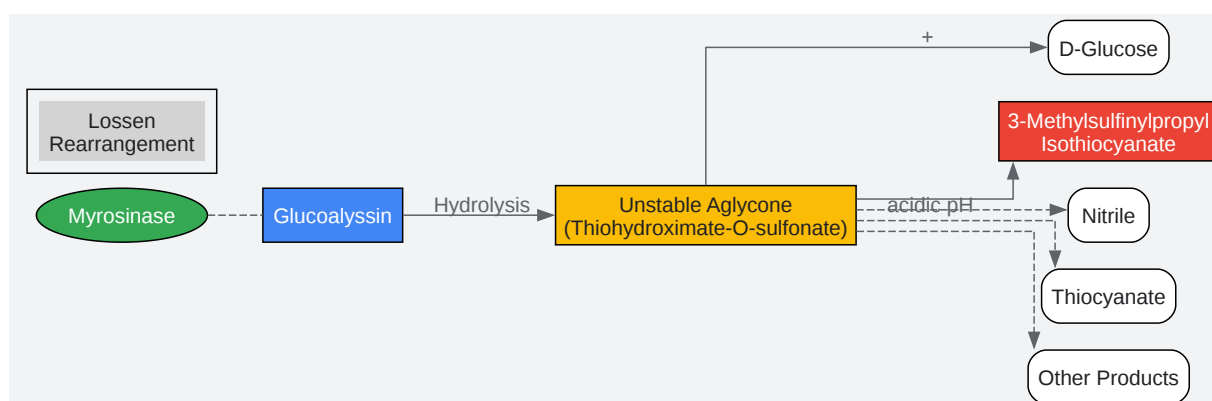 +
D-Glucose
Lossen
Rearrangement
3-Methylsulfinylpropyl
Isothiocyanate
Myrosinase
Glucoalyssin
Hydrolysis
Unstable Aglycone
(Thiohydroximate-O-sulfonate)
acidic pH
Nitrile
Thiocyanate
Other Products